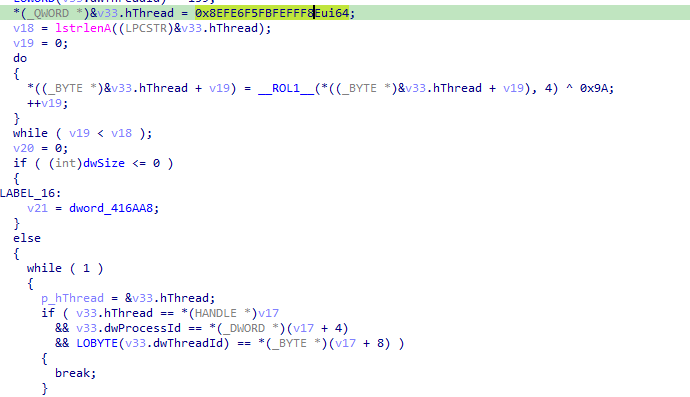 *(_QWORD *)&v33.hThread = 0x8EFE6F5FBFEFFF8Eui64;
v18 = lstrlenA((LPCSTR)&v33.hThread);
v19 = 0;
do
{
*((_BYTE *)&v33.hThread + v19) = __ROL1__(*((_BYTE *)&v33.hThread + v19), 4) ^ 0x9A;
++v19;
}
while ( v19 < v18 );
v20 = 0;
if ( (int)dwSize <= 0 )
{
LABEL_16:
v21 = dword_416AA8;
}
else
{
while ( 1 )
{
p_hThread = &v33.hThread;
if ( v33.hThread == *(HANDLE *)v17
&& v33.dwProcessId == *(_DWORD *)(v17 + 4)
&& LOBYTE(v33.dwThreadId) == *(_BYTE *)(v17 + 8) )
{
break;
}